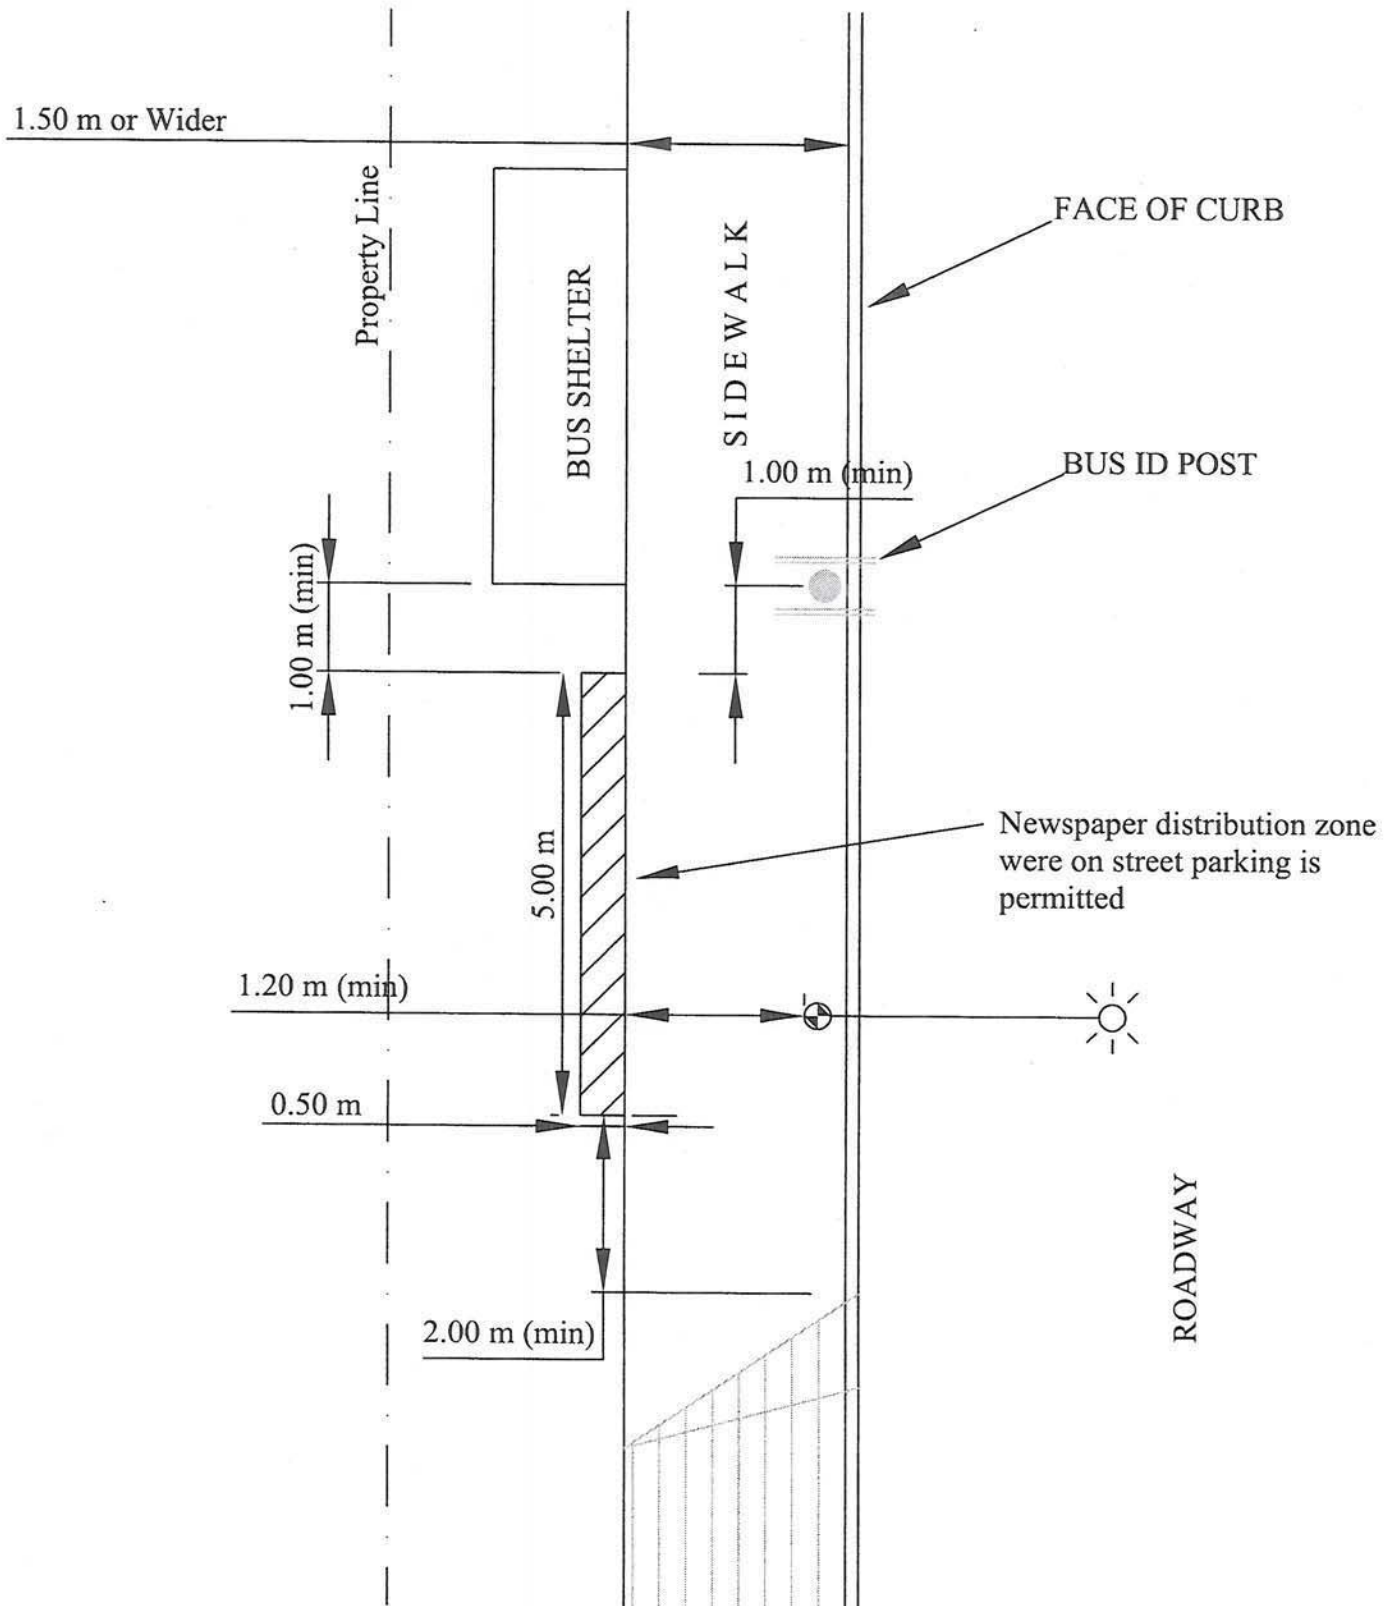 1.50 m or Wider
Property Line
FACE OF CURB
BUS SHELTER
SIDEWALK
BUS ID POST
1.00 m (min)
1.00 m (min)
Newspaper distribution zone
were on street parking is
permitted
5.00 m
1.20 m (min)
0.50 m
ROADWAY
2.00 m (min)